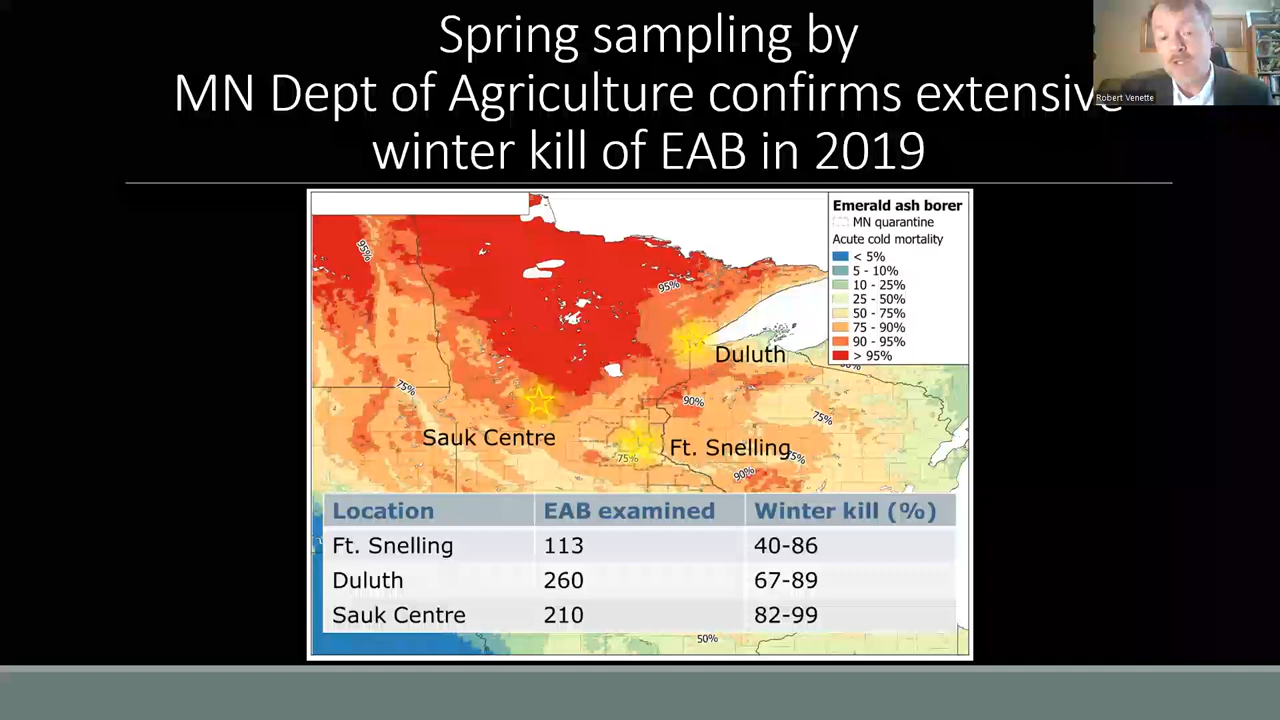 Spring sampling by
MN Dept of Agriculture confirms extensive
winter kill of EAB in 2019
Robert Venette
Emerald ash borer
MN quarantine
Acute cold mortality
< 5%
5 - 10%
10 - 25%
25 - 50%
50 - 75%
75 - 90%
90 - 95%
> 95%
95%
95%
Duluth
75%
90%
75%
Sauk Centre
Ft. Snelling
75%
75%
90%
Location EAB examined Winter kill (%)
Ft. Snelling 113 40-86
Duluth 260 67-89
Sauk Centre 210 82-99
50%